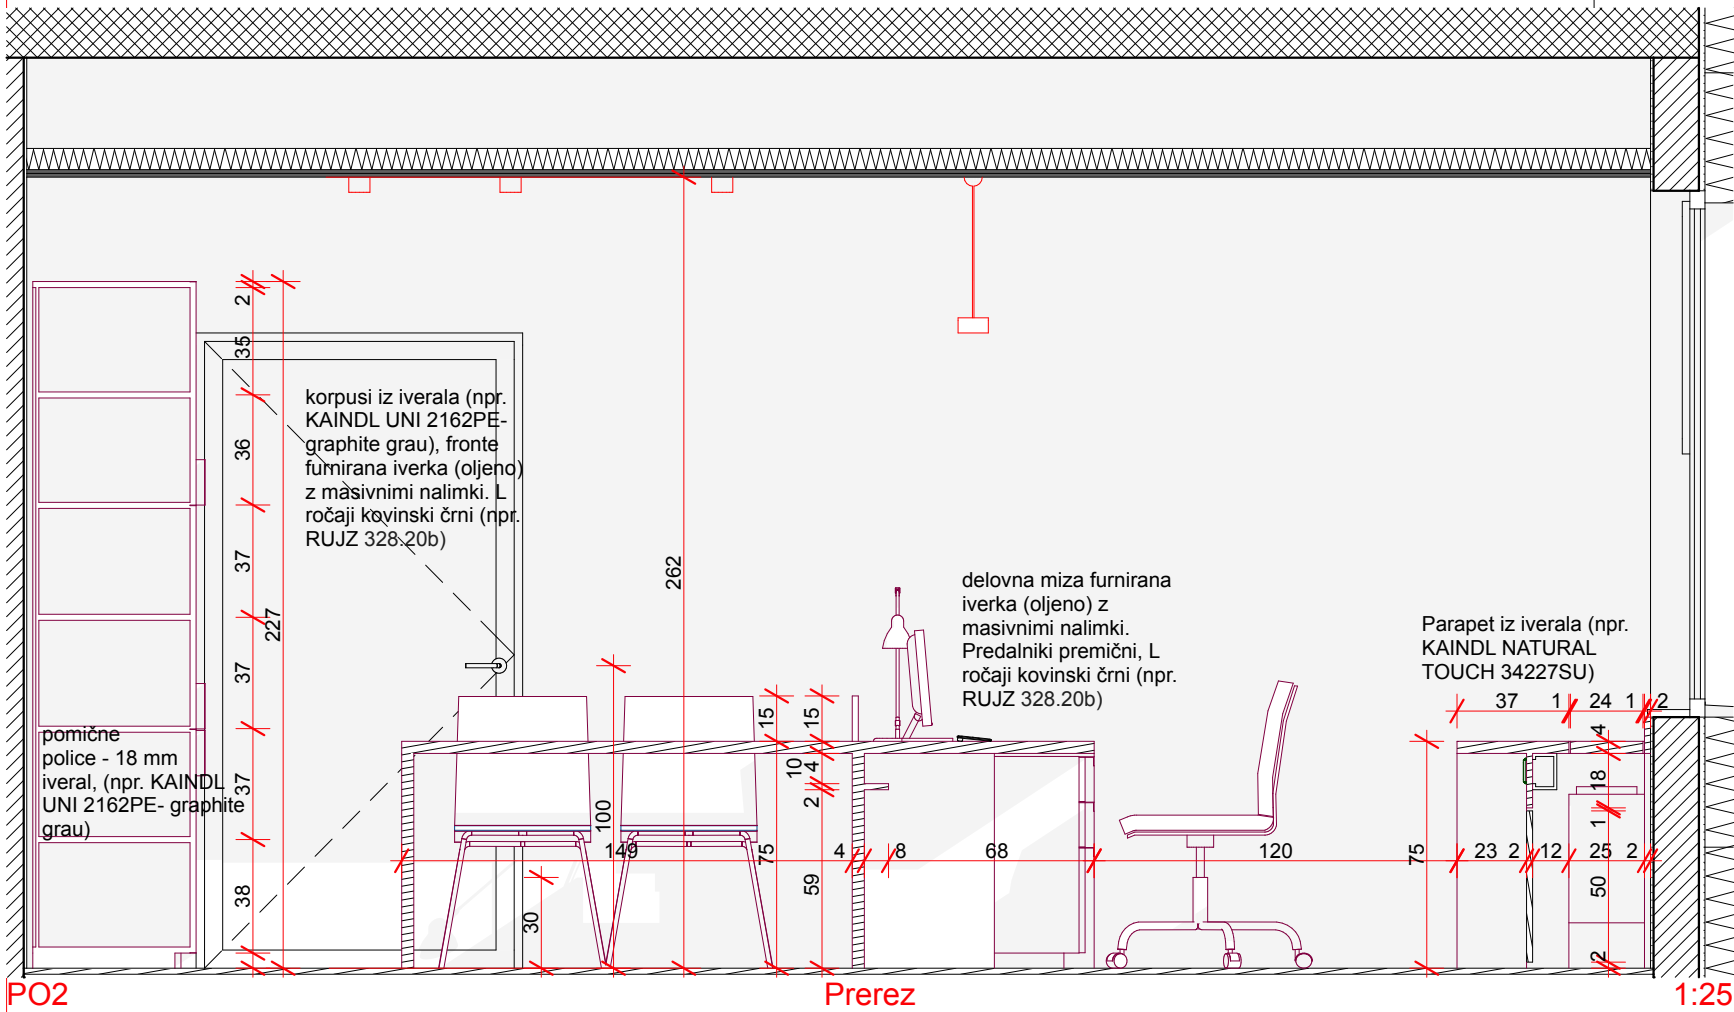 korpusi iz iverala (npr.
KAINDL UNI 2162PE-
graphite grau), fronte
furnirana iverka (oljeno)
z masivnimi nalimki. L
ročaji kovinski črni (npr.
RUJZ 328.20b)
pomične
police - 18 mm
iveral, (npr. KAINDL
UNI 2162PE- graphite
grau)
delovna miza furnirana
iverka (oljeno) z
masivnimi nalimki.
Predalniki premični, L
ročaji kovinski črni (npr.
RUJZ 328.20b)
Parapet iz iverala (npr.
KAINDL NATURAL
TOUCH 34227SU)
2
35
36
37
37
37
38
227
262
100
30
75
15
15
10
4
2
59
149 4 8 68 120
75
37 1 24 1 2
4
18
1
23 2 12 25 2
50
2
PO2 Prerez 1:25